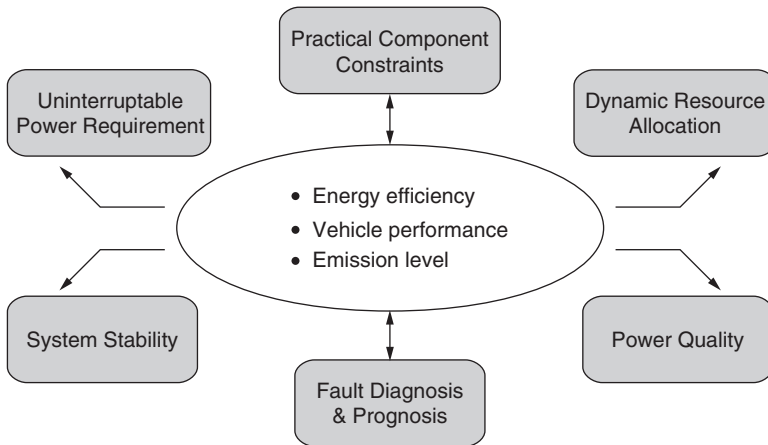 Practical Component
Constraints
Uninterruptable
Power Requirement
Dynamic Resource
Allocation
• Energy efficiency
• Vehicle performance
• Emission level
System Stability
Power Quality
Fault Diagnosis
& Prognosis